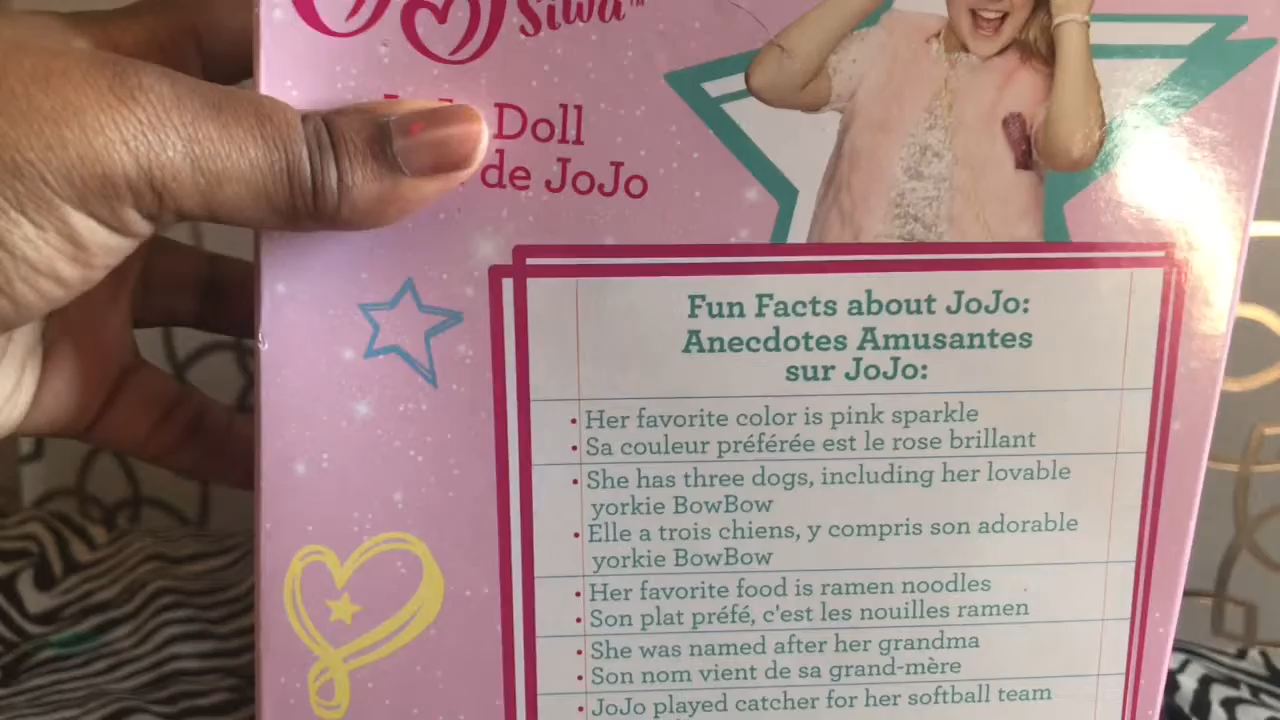 Siwa™
Doll
de JoJo
Fun Facts about JoJo:
Anecdotes Amusantes
sur JoJo:
• Her favorite color is pink sparkle
• Sa couleur préférée est le rose brillant
• She has three dogs, including her lovable
yorkie BowBow
• Elle a trois chiens, y compris son adorable
yorkie BowBow
• Her favorite food is ramen noodles
• Son plat préfé, c'est les nouilles ramen
• She was named after her grandma
• Son nom vient de sa grand-mère
• JoJo played catcher for her softball team